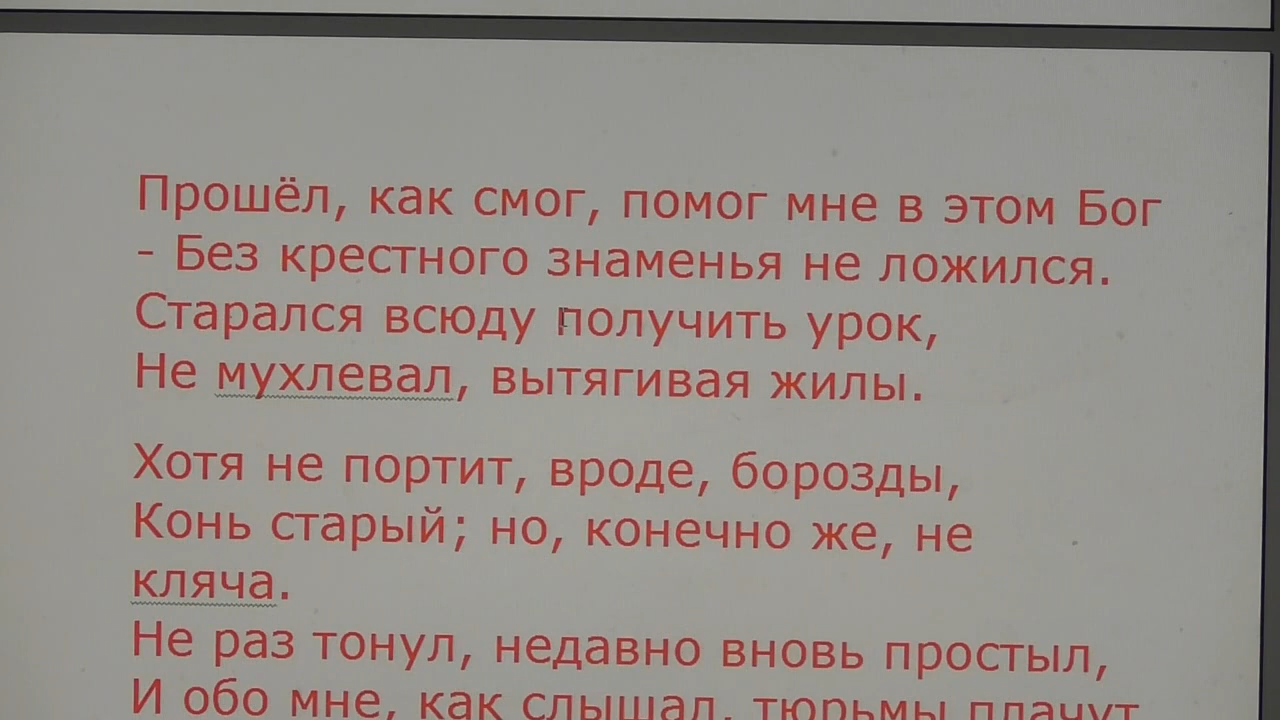 Прошёл, как смог, помог мне в этом Бог
- Без крестного знаменья не ложился.
Старался всюду получить урок,
Не мухлевал, вытягивая жилы.
Хотя не портит, вроде, борозды,
Конь старый; но, конечно же, не
кляча.
Не раз тонул, недавно вновь простыл,
И обо мне, как слышал, тюрьмы плачут